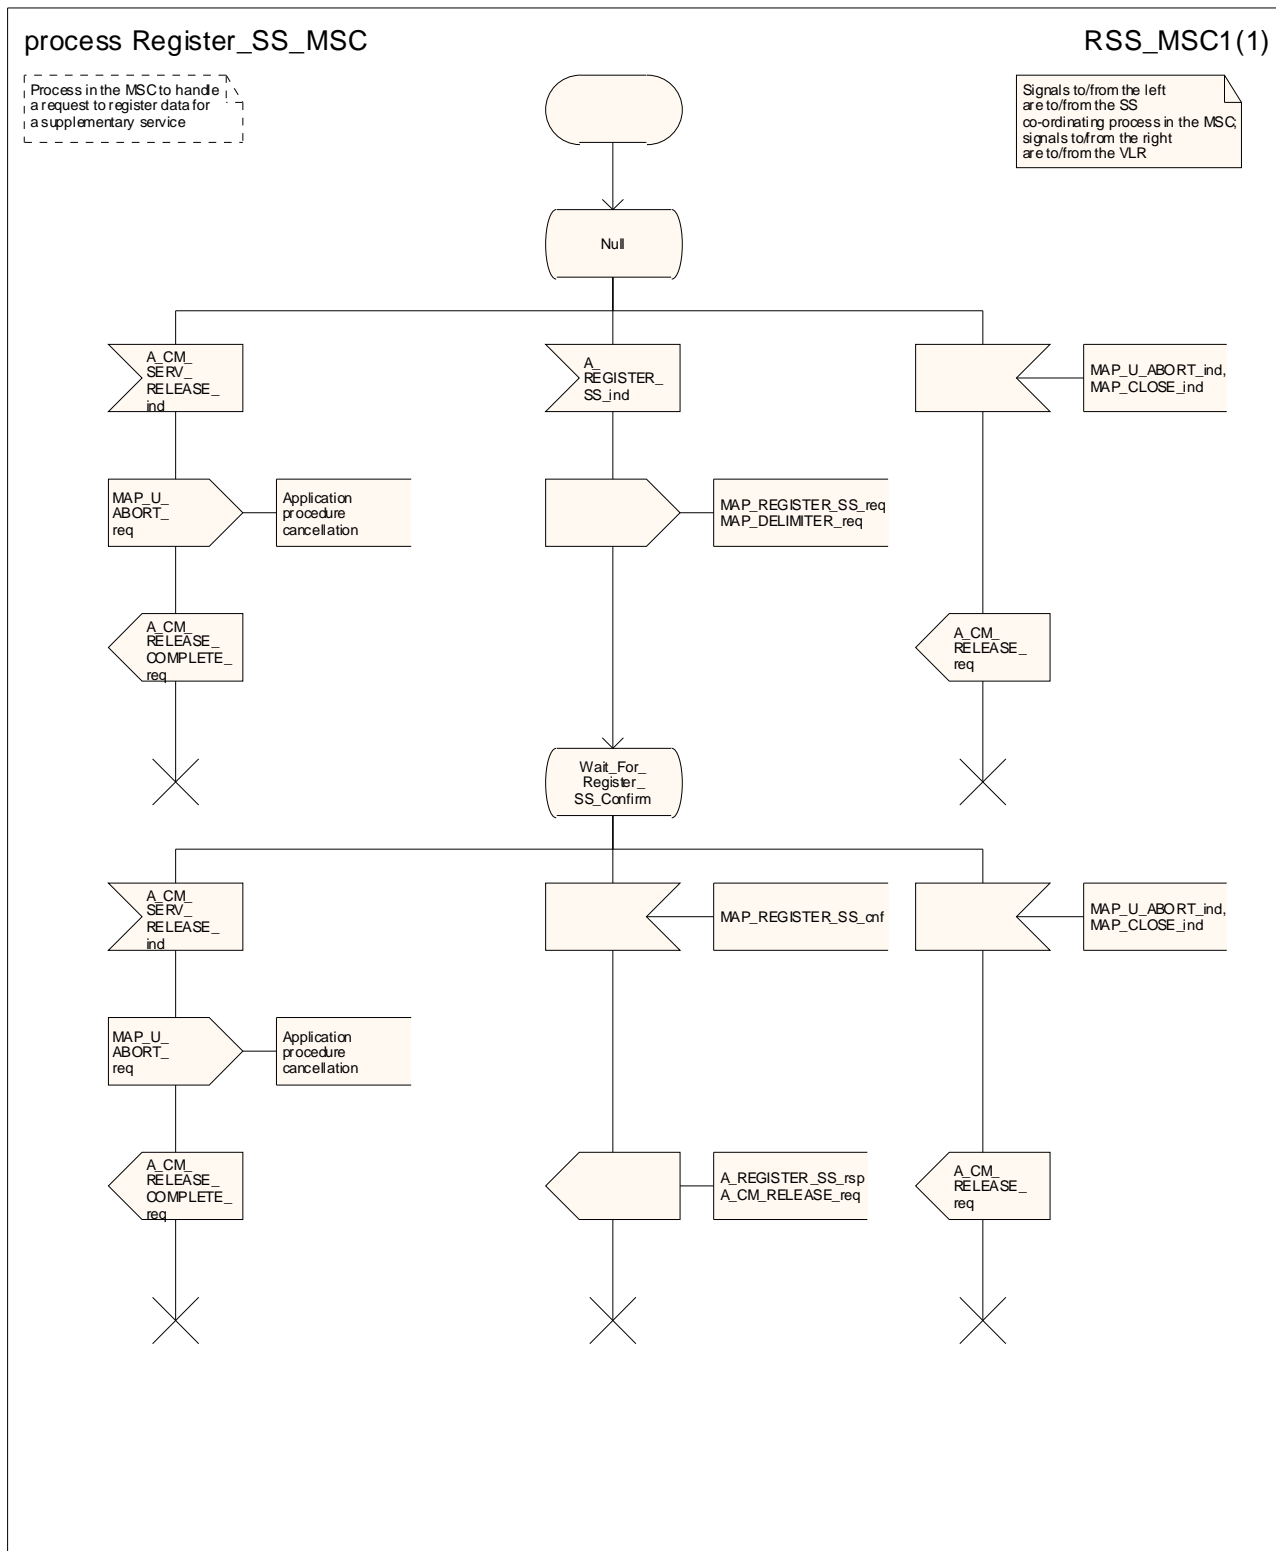 process Register_SS_MSC
RSS_MSC1(1)
Process in the MSC to handle
a request to register data for
a supplementary service
Signals to/from the left
are to/from the SS
co-ordinating process in the MSC;
signals to/from the right
are to/from the VLR
Null
A_CM_
SERV_
RELEASE_
ind
A_
REGISTER_
SS_ind
MAP_U_ABORT_ind,
MAP_CLOSE_ind
MAP_U_
ABORT_
req
Application
procedure
cancellation
MAP_REGISTER_SS_req
MAP_DELIMITER_req
A_CM_
RELEASE_
COMPLETE_
req
A_CM_
RELEASE_
req
Wait_For_
Register_
SS_Confirm
A_CM_
SERV_
RELEASE_
ind
MAP_REGISTER_SS_cnf
MAP_U_ABORT_ind,
MAP_CLOSE_ind
MAP_U_
ABORT_
req
Application
procedure
cancellation
A_CM_
RELEASE_
COMPLETE_
req
A_REGISTER_SS_rsp
A_CM_RELEASE_req
A_CM_
RELEASE_
req